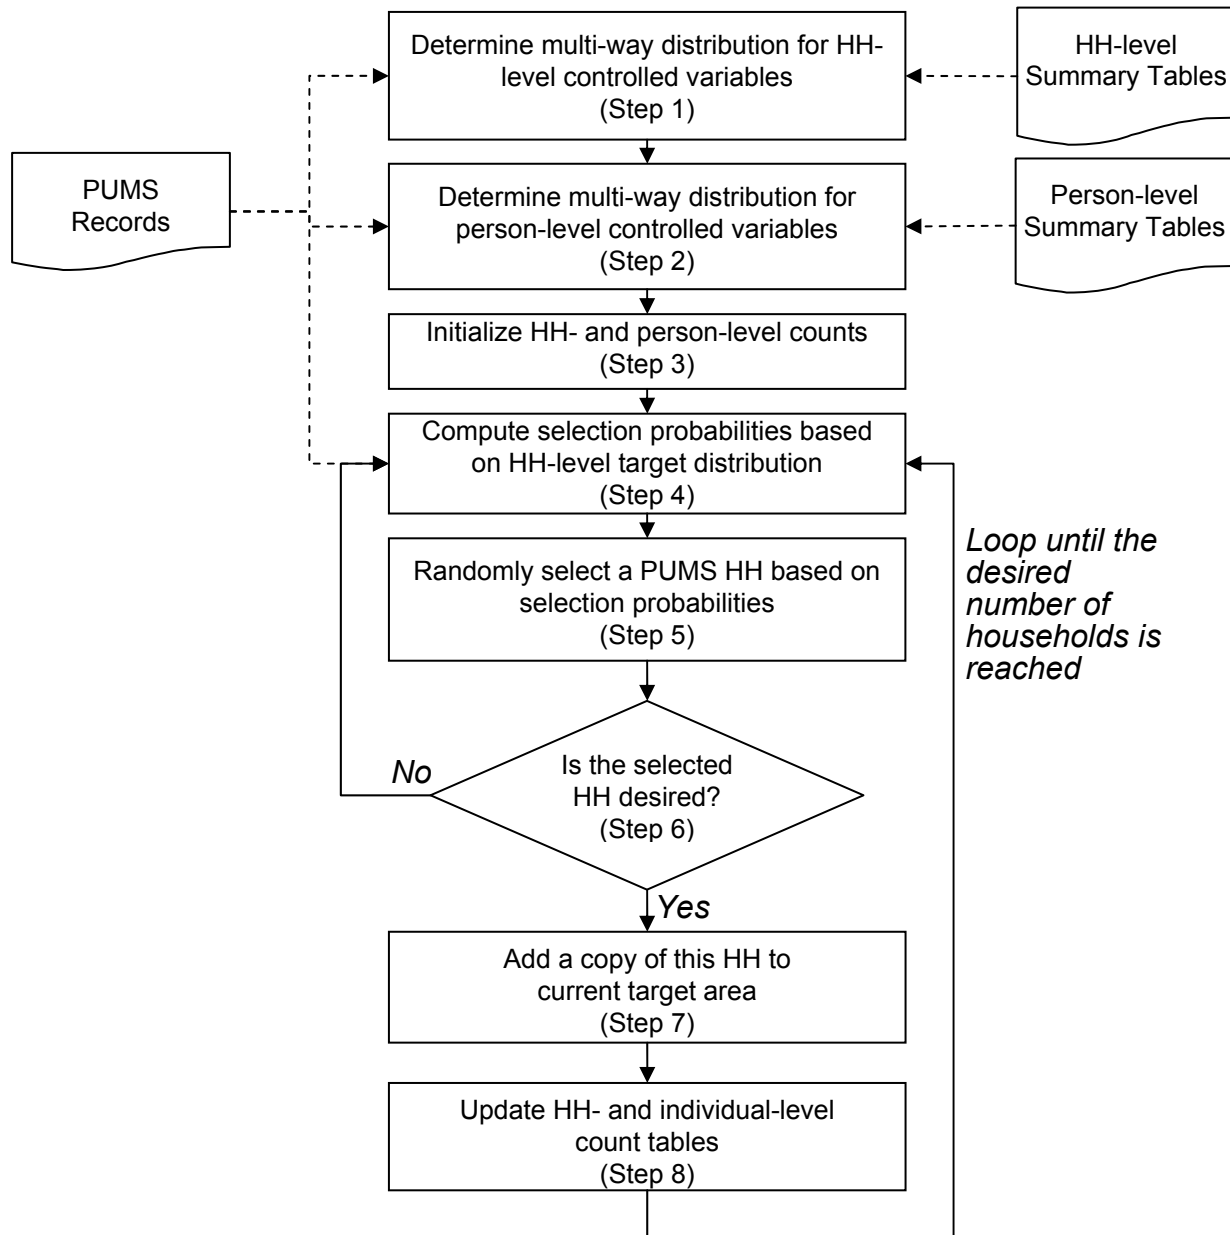 Determine multi-way distribution for HH-
level controlled variables
(Step 1)
HH-level
Summary Tables
PUMS
Records
Determine multi-way distribution for
person-level controlled variables
(Step 2)
Person-level
Summary Tables
Initialize HH- and person-level counts
(Step 3)
Compute selection probabilities based
on HH-level target distribution
(Step 4)
Randomly select a PUMS HH based on
selection probabilities
(Step 5)
Loop until the
desired
number of
households is
reached
Is the selected
HH desired?
(Step 6)
No
Yes
Add a copy of this HH to
current target area
(Step 7)
Update HH- and individual-level
count tables
(Step 8)